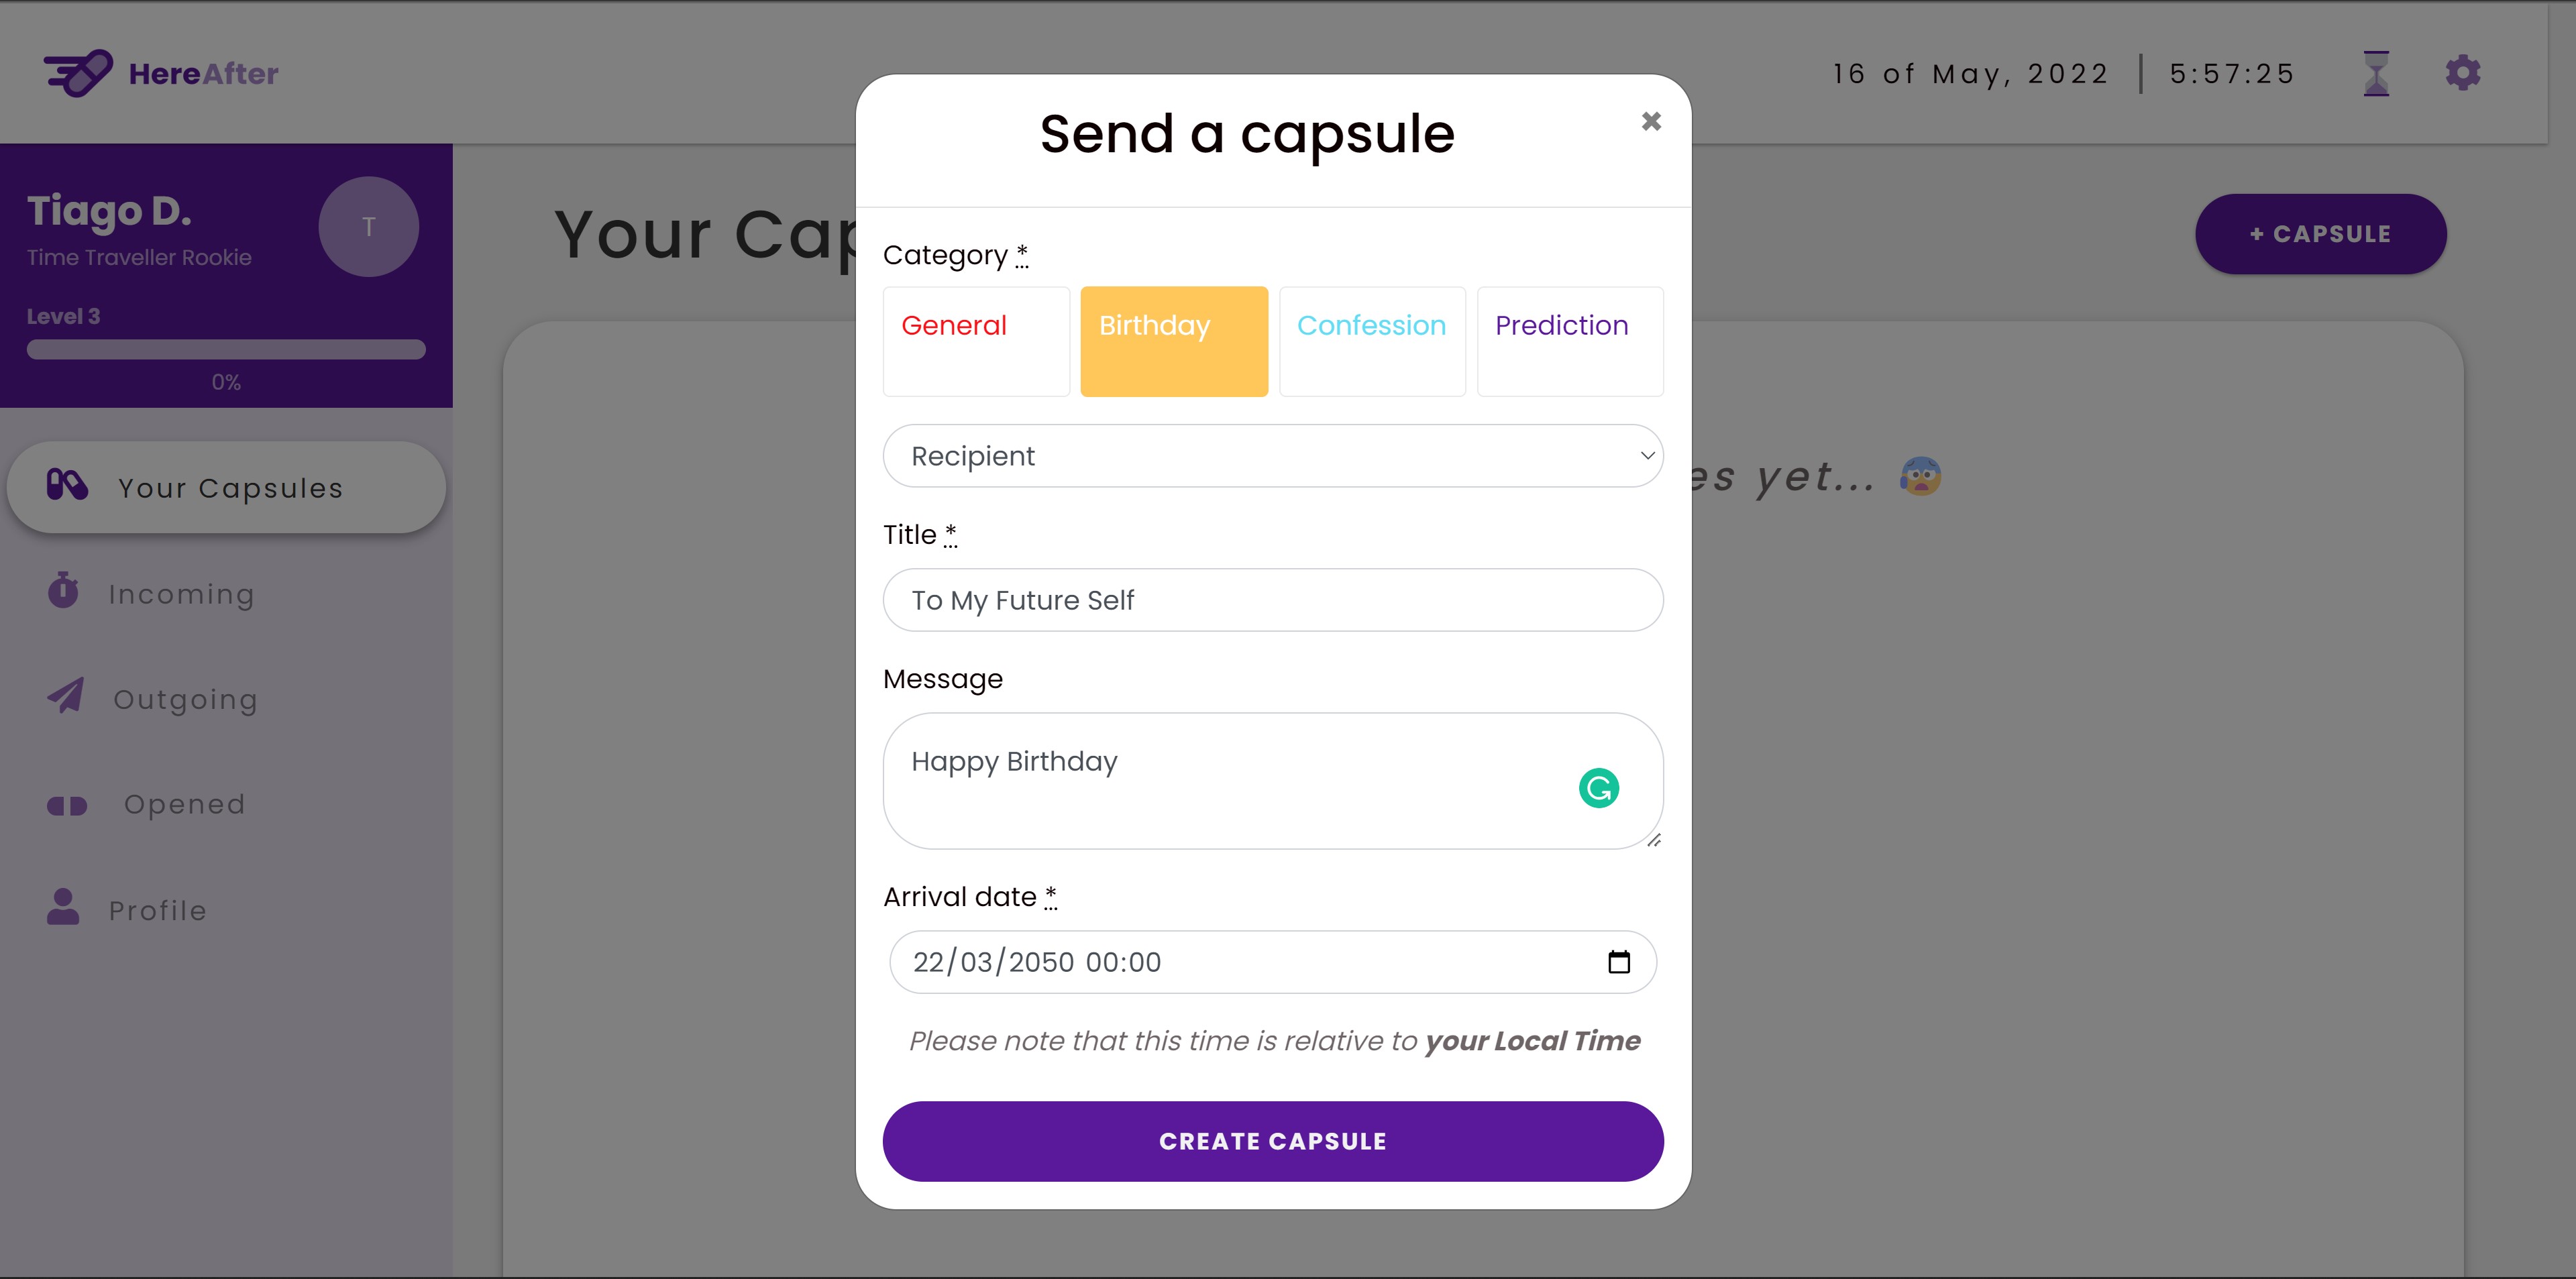 HereAfter
16 of May, 2022 | 5:57:25
Tiago D.
T
Time Traveller Rookie
Level 3
0%
Your Capsules
Incoming
Outgoing
Opened
Profile
Your Cap
+ CAPSULE
es yet... 😰
Send a capsule
✖
Category *
General
Birthday
Confession
Prediction
Recipient
Title *
To My Future Self
Message
Happy Birthday
Arrival date *
22/03/2050 00:00
Please note that this time is relative to your Local Time
CREATE CAPSULE